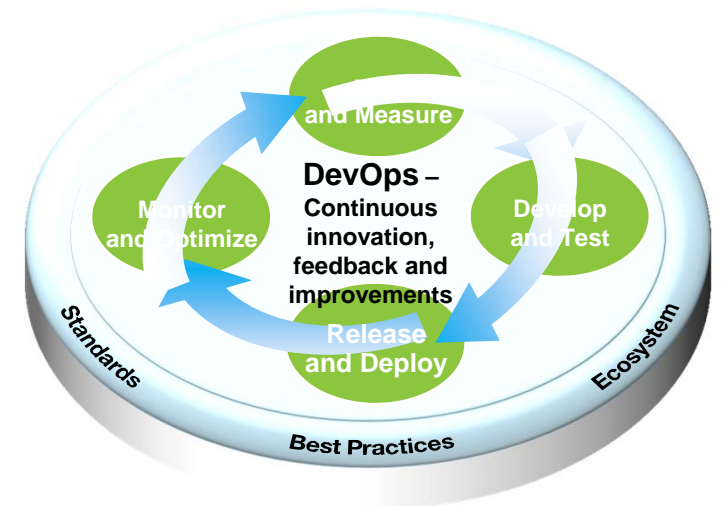 and Measure
DevOps –
Continuous
innovation,
feedback and
improvements
Monitor
and Optimize
Develop
and Test
Release
and Deploy
Standards
Best Practices
Ecosystem